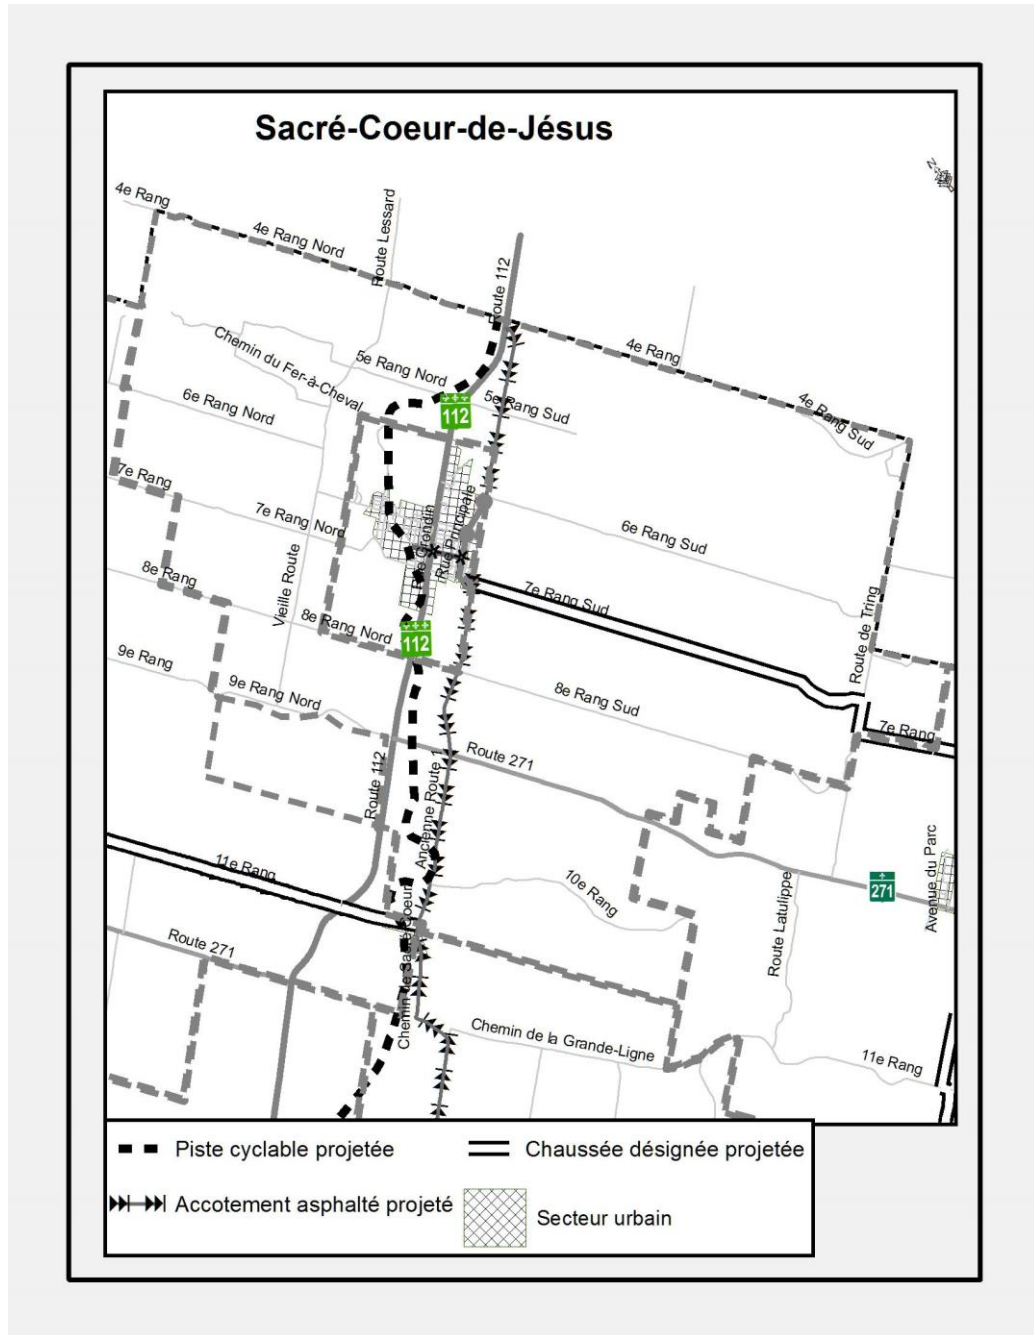 Sacré-Coeur-de-Jésus
N
4e Rang
4e Rang Nord
Route Lessard
Route 112
4e Rang
5e Rang Nord
Chemin du Fer-à-Cheval
4e Rang Sud
6e Rang Nord
5e Rang Sud
112
7e Rang
7e Rang Nord
Rue Principale
6e Rang Sud
8e Rang
Vieille Route
7e Rang Sud
8e Rang Nord
112
Route de Tring
9e Rang
9e Rang Nord
8e Rang Sud
7e Rang
Route 271
Route 112
Ancienne Route 1
11e Rang
10e Rang
271
Avenue du Parc
Route Latulippe
Route 271
Chemin de Sacré-Coeur
Chemin de la Grande-Ligne
11e Rang
Piste cyclable projetée
Chaussée désignée projetée
Accotement asphalté projeté
Secteur urbain